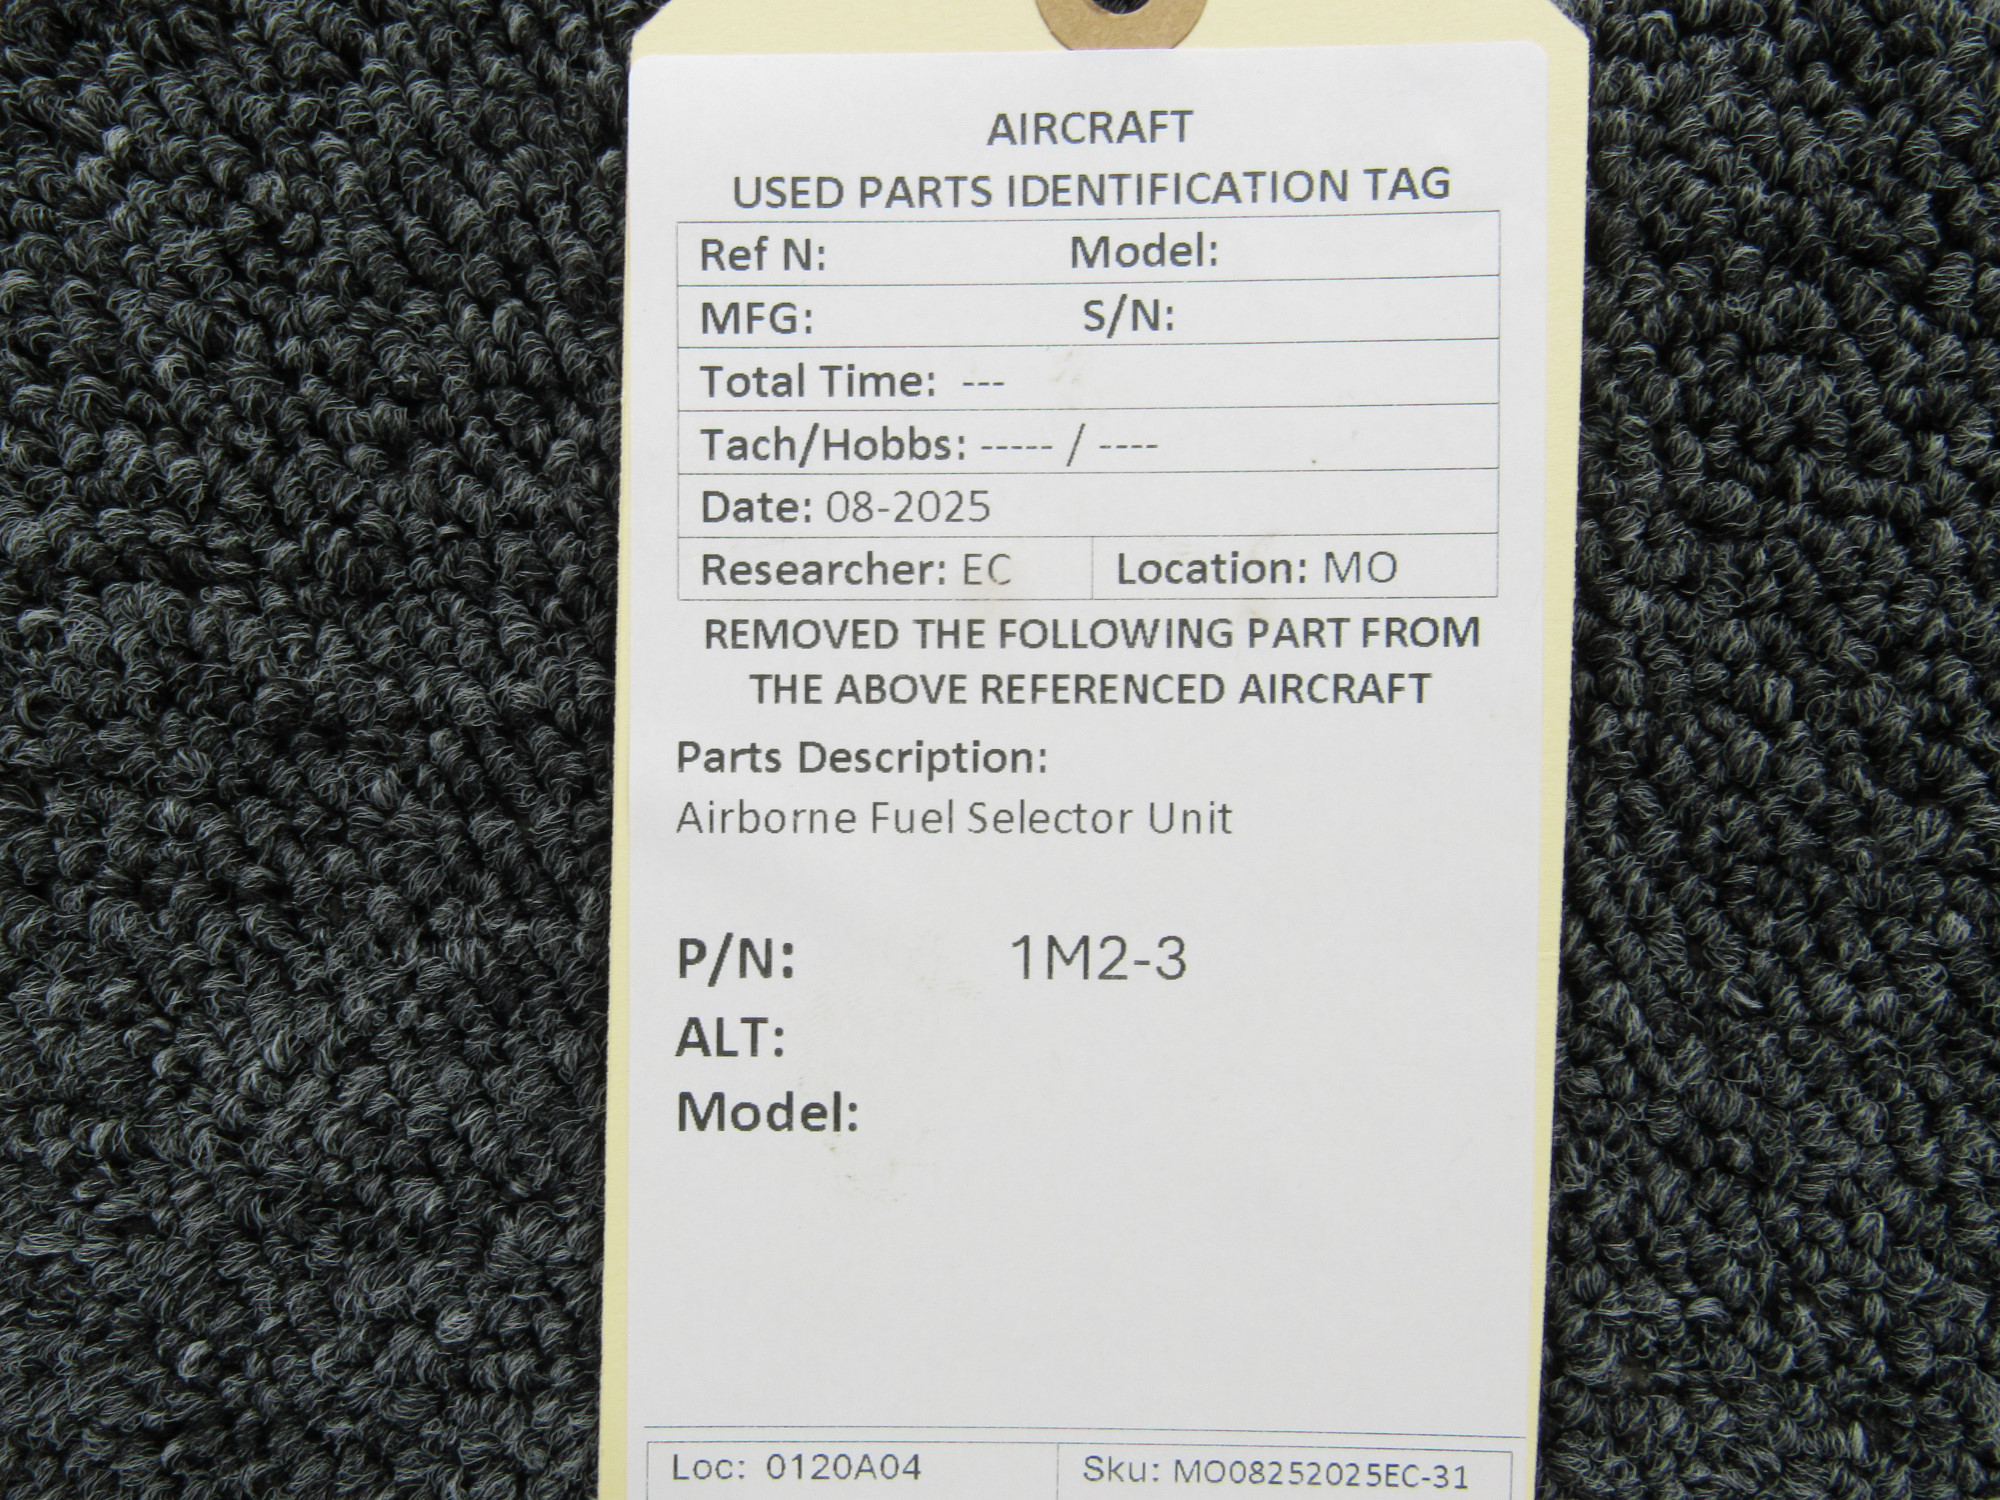 AIRCRAFT
USED PARTS IDENTIFICATION TAG
Ref N: Model:
MFG: S/N:
Total Time: ---
Tach/Hobbs: ----- / ----
Date: 08-2025
Researcher: EC Location: MO
REMOVED THE FOLLOWING PART FROM
THE ABOVE REFERENCED AIRCRAFT
Parts Description:
Airborne Fuel Selector Unit
P/N: 1M2-3
ALT:
Model:
Loc: 0120A04 Sku: MO08252025EC-31